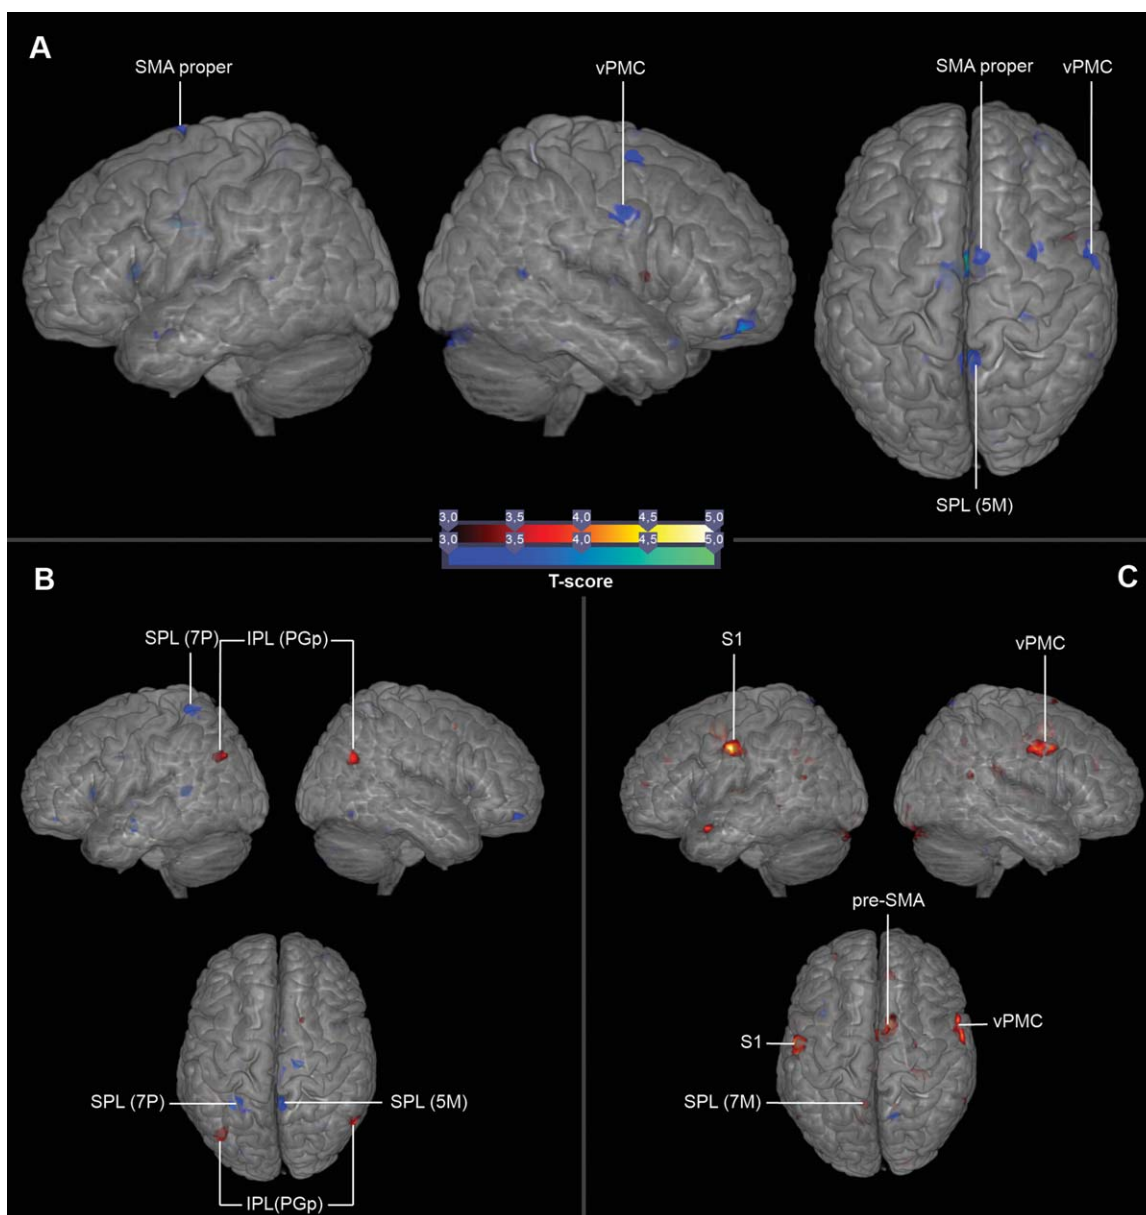 A
SMA proper
vPMC
SMA proper
vPMC
SPL (5M)
3,0 3,5 4,0 4,5 5,0
3,0 3,5 4,0 4,5 5,0
T-score
B
SPL (7P)
IPL (PGp)
SPL (7P)
SPL (5M)
IPL(PGp)
C
S1
vPMC
pre-SMA
S1
vPMC
SPL (7M)